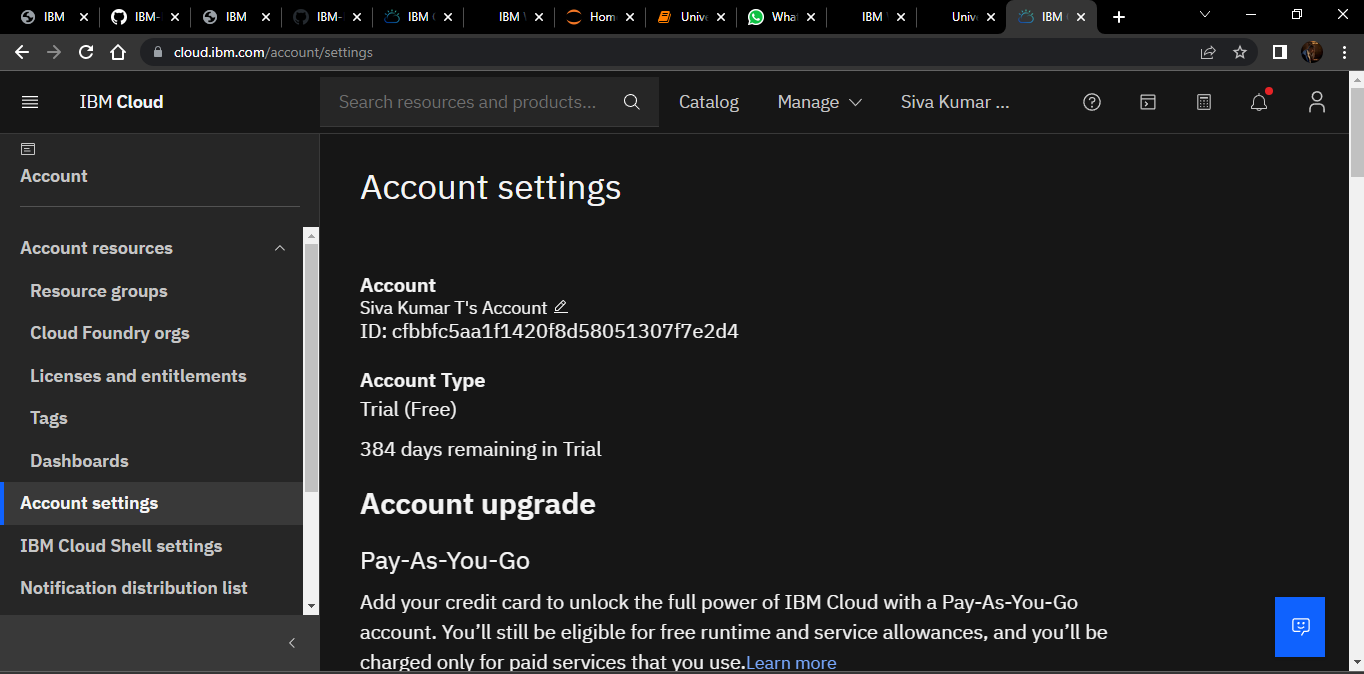 IBM
IBM-
IBM
IBM-
IBM
IBM
Hom
Unive
What
IBM
Univ
IBM
cloud.ibm.com/account/settings
IBM Cloud
Search resources and products...
Catalog
Manage
Siva Kumar ...
Account
Account resources
Resource groups
Cloud Foundry orgs
Licenses and entitlements
Tags
Dashboards
Account settings
IBM Cloud Shell settings
Notification distribution list
Account settings
Account
Siva Kumar T's Account
ID: cfbbfc5aa1f1420f8d58051307f7e2d4
Account Type
Trial (Free)
384 days remaining in Trial
Account upgrade
Pay-As-You-Go
Add your credit card to unlock the full power of IBM Cloud with a Pay-As-You-Go
account. You’ll still be eligible for free runtime and service allowances, and you’ll be
charged only for paid services that you use.Learn more